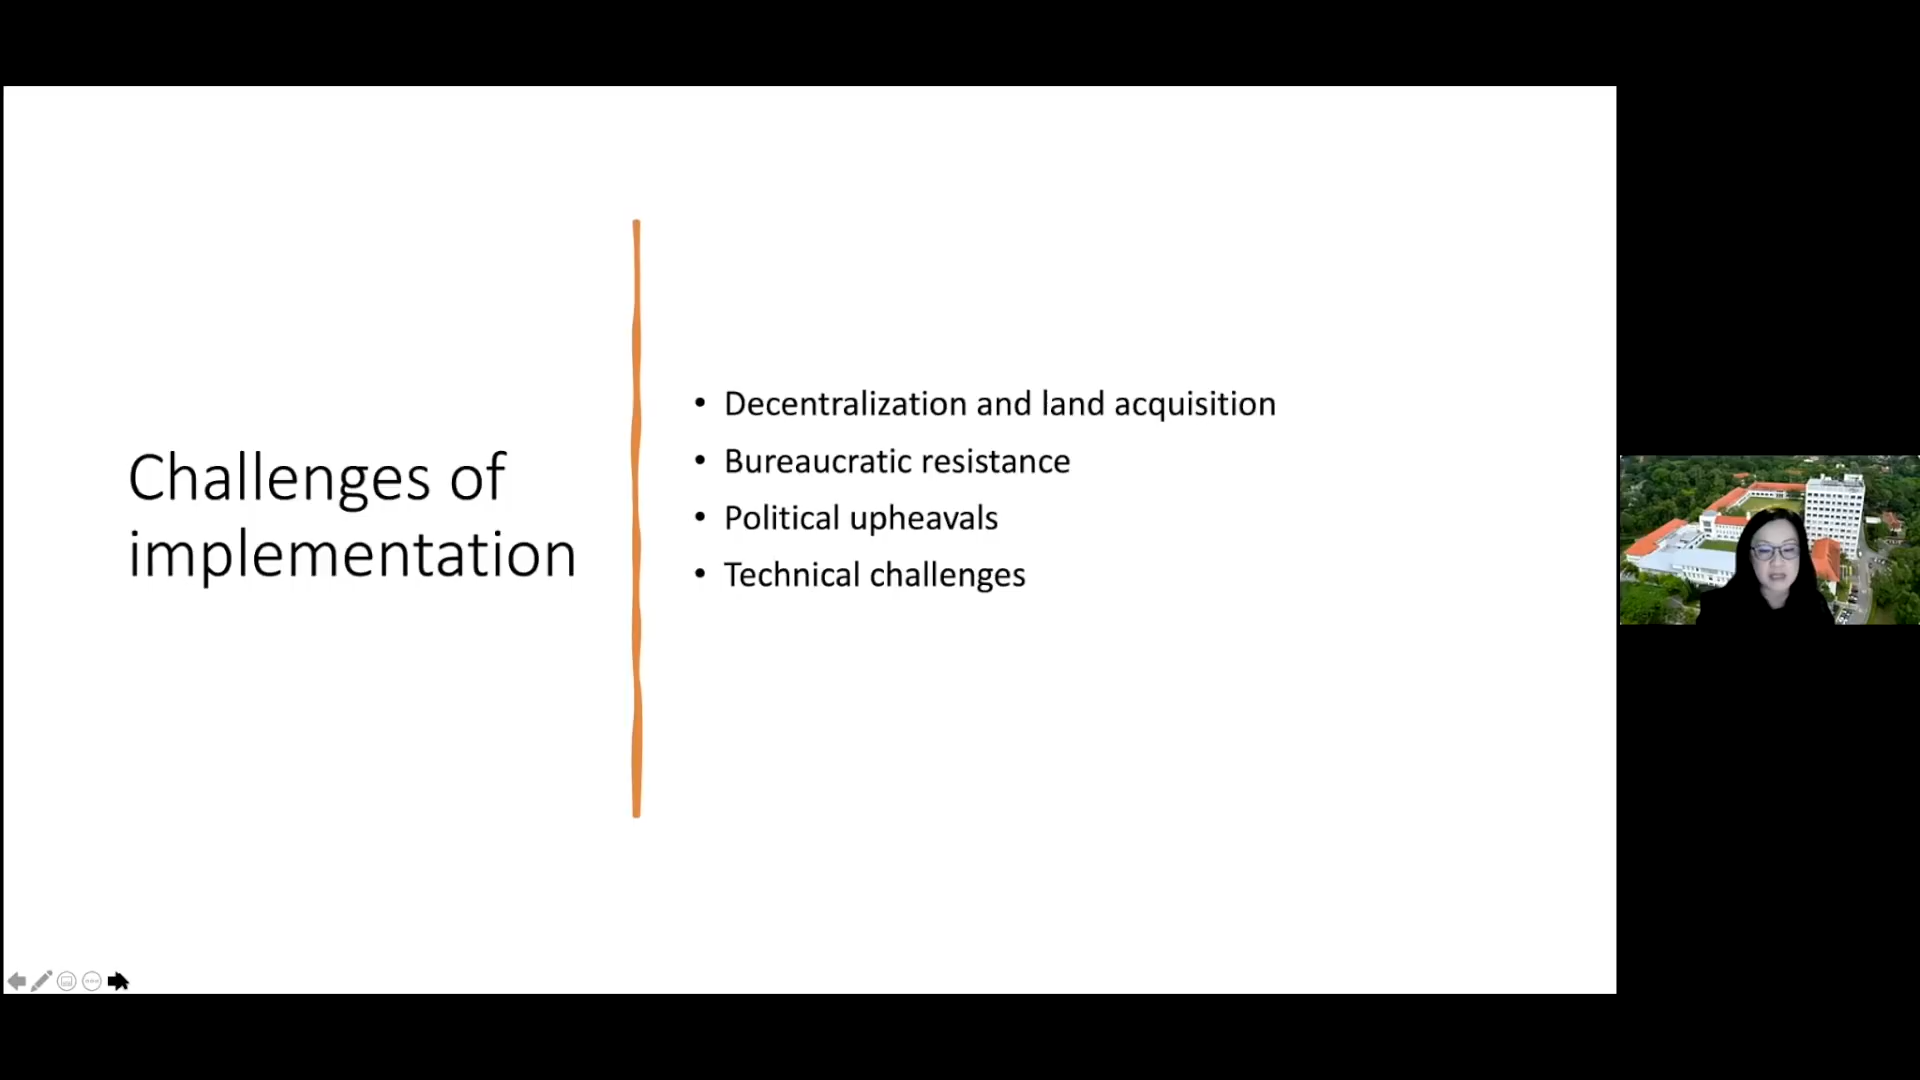 Challenges of
implementation
• Decentralization and land acquisition
• Bureaucratic resistance
• Political upheavals
• Technical challenges